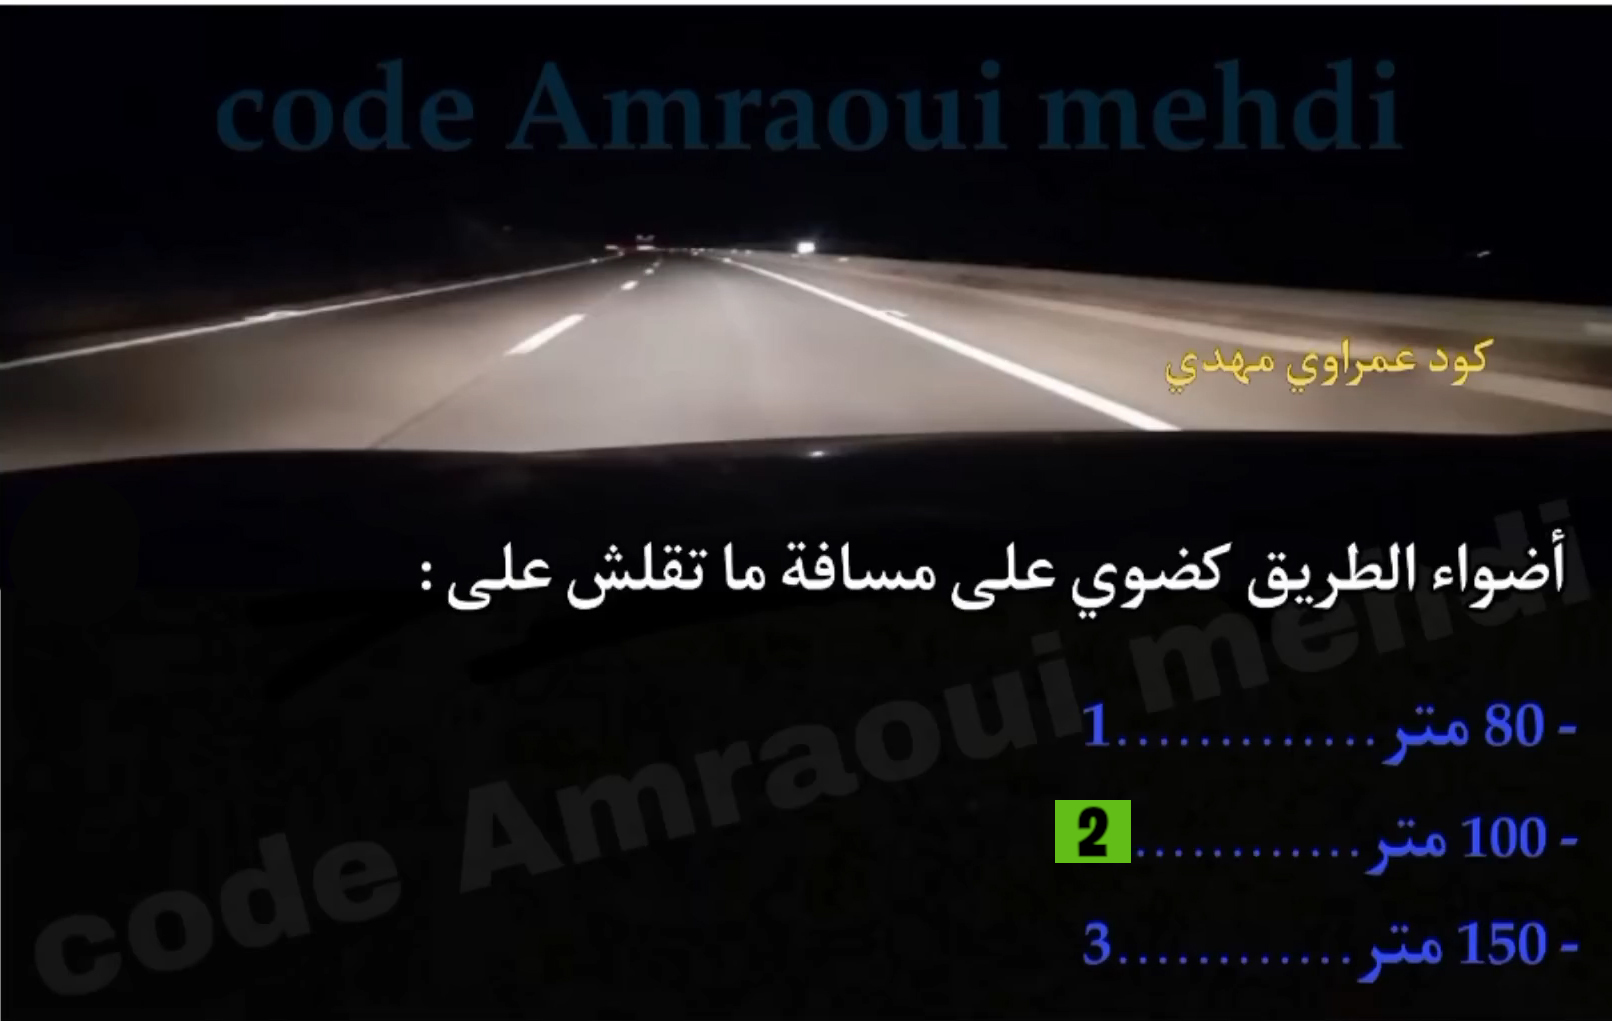 code Amraoui mehdi
كود عمراوي مهدي
أضواء الطريق كضوي على مسافة ما تقلش على :
- 80 متر.............1
- 100 متر............2
- 150 متر............3
code Amraoui mehdi